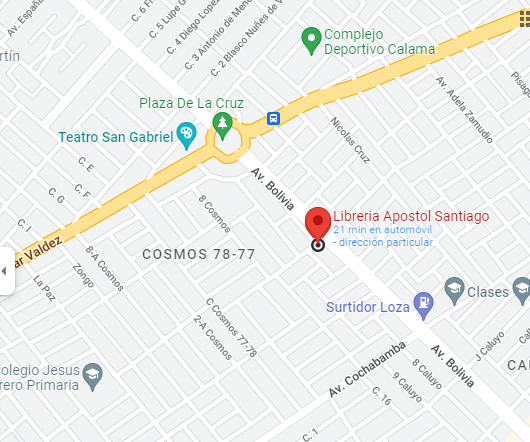 Av. España
C. 6 F
C. 5 Lupe G
C. 4 Diego Lopez
C. 3 Antonio de Mend
C. 2 Blasco Nuñes de V
Complejo
Deportivo Calama
rtín
Pisag
Av. Adela Zamudio
Plaza De La Cruz
Teatro San Gabriel
Nicolas Cruz
C. E
C. F
C. G
Av. Bolivia
8 Cosmos
Libreria Apostol Santiago
21 min en automóvil
- dirección particular
C. I
ar Valdez
COSMOS 78-77
8-A Cosmos
Zongo
La Paz
Clases
Surtidor Loza
C Cosmos 77-78
2-A Cosmos
J Caluyo
Cal
Av. Bolivia
Av. Cochabamba
CA
olegio Jesus
rero Primaria
8 Caluyo
9 Caluyo
C. 16
C. 1